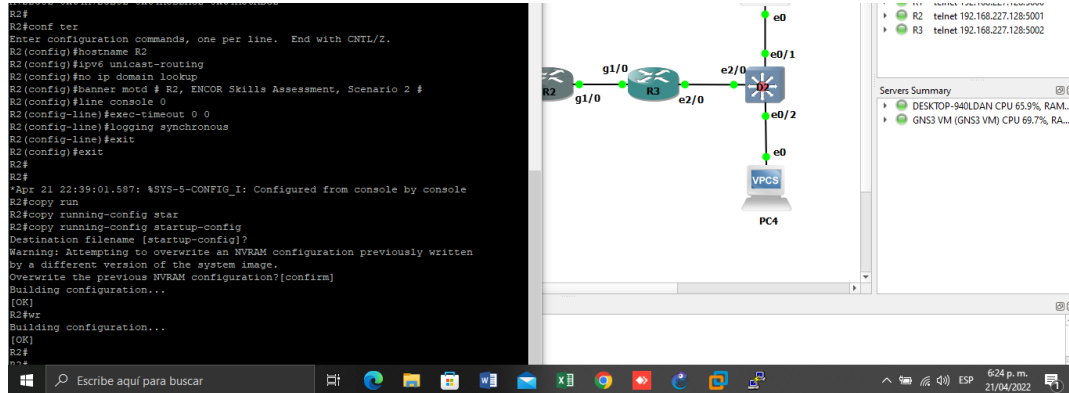 R2#
R2#conf ter
Enter configuration commands, one per line.  End with CNTL/Z.
R2(config)#hostname R2
R2(config)#ipv6 unicast-routing
R2(config)#no ip domain lookup
R2(config)#banner motd # R2, ENCOR Skills Assessment, Scenario 2 #
R2(config)#line console 0
R2(config-line)#exec-timeout 0 0
R2(config-line)#logging synchronous
R2(config-line)#exit
R2(config)#exit
R2#
R2#
*Apr 21 22:39:01.587: %SYS-5-CONFIG_I: Configured from console by console
R2#copy run
R2#copy running-config star
R2#copy running-config startup-config
Destination filename [startup-config]?
Warning: Attempting to overwrite an NVRAM configuration previously written
by a different version of the system image.
Overwrite the previous NVRAM configuration?[confirm]
Building configuration...
[OK]
R2#wr
Building configuration...
[OK]
R2#
R2#
e0
e0/1
g1/0
e2/0
R2
g1/0
R3
e2/0
D2
e0/2
e0
VPCS
PC4
R2 telnet 192.168.227.128:5001
R3 telnet 192.168.227.128:5002
Servers Summary
DESKTOP-940LDAN CPU 65.9%, RAM...
GNS3 VM (GNS3 VM) CPU 69.7%, RA...
Escribe aquí para buscar
ESP
6:24 p. m.
21/04/2022